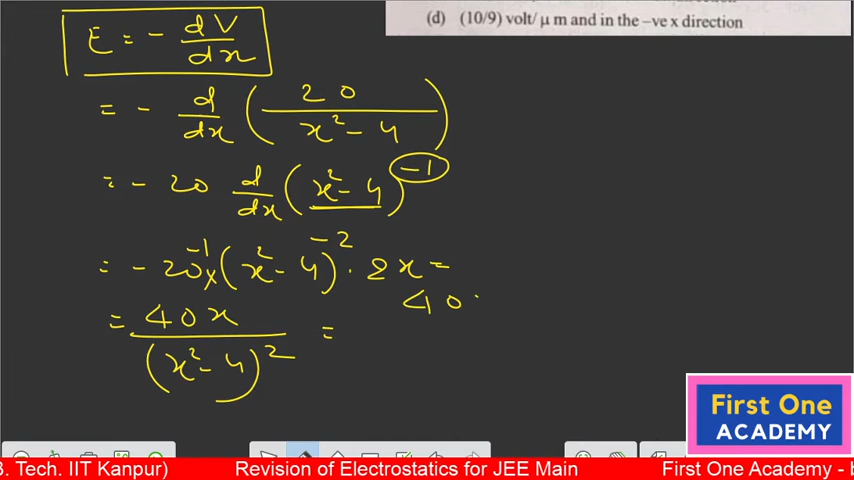 (d) (10/9) volt/ μ m and in the –ve x direction
E = - dV/dx
= - d/dx ( 20 / x² - 4 )
= - 20 d/dx ( x² - 4 )⁻¹
= - 20 x⁻¹ ( x² - 4 )⁻² · 2x =
40
= 40x / (x² - 4)² =
First One
ACADEMY
B. Tech. IIT Kanpur) Revision of Electrostatics for JEE Main First One Academy - b